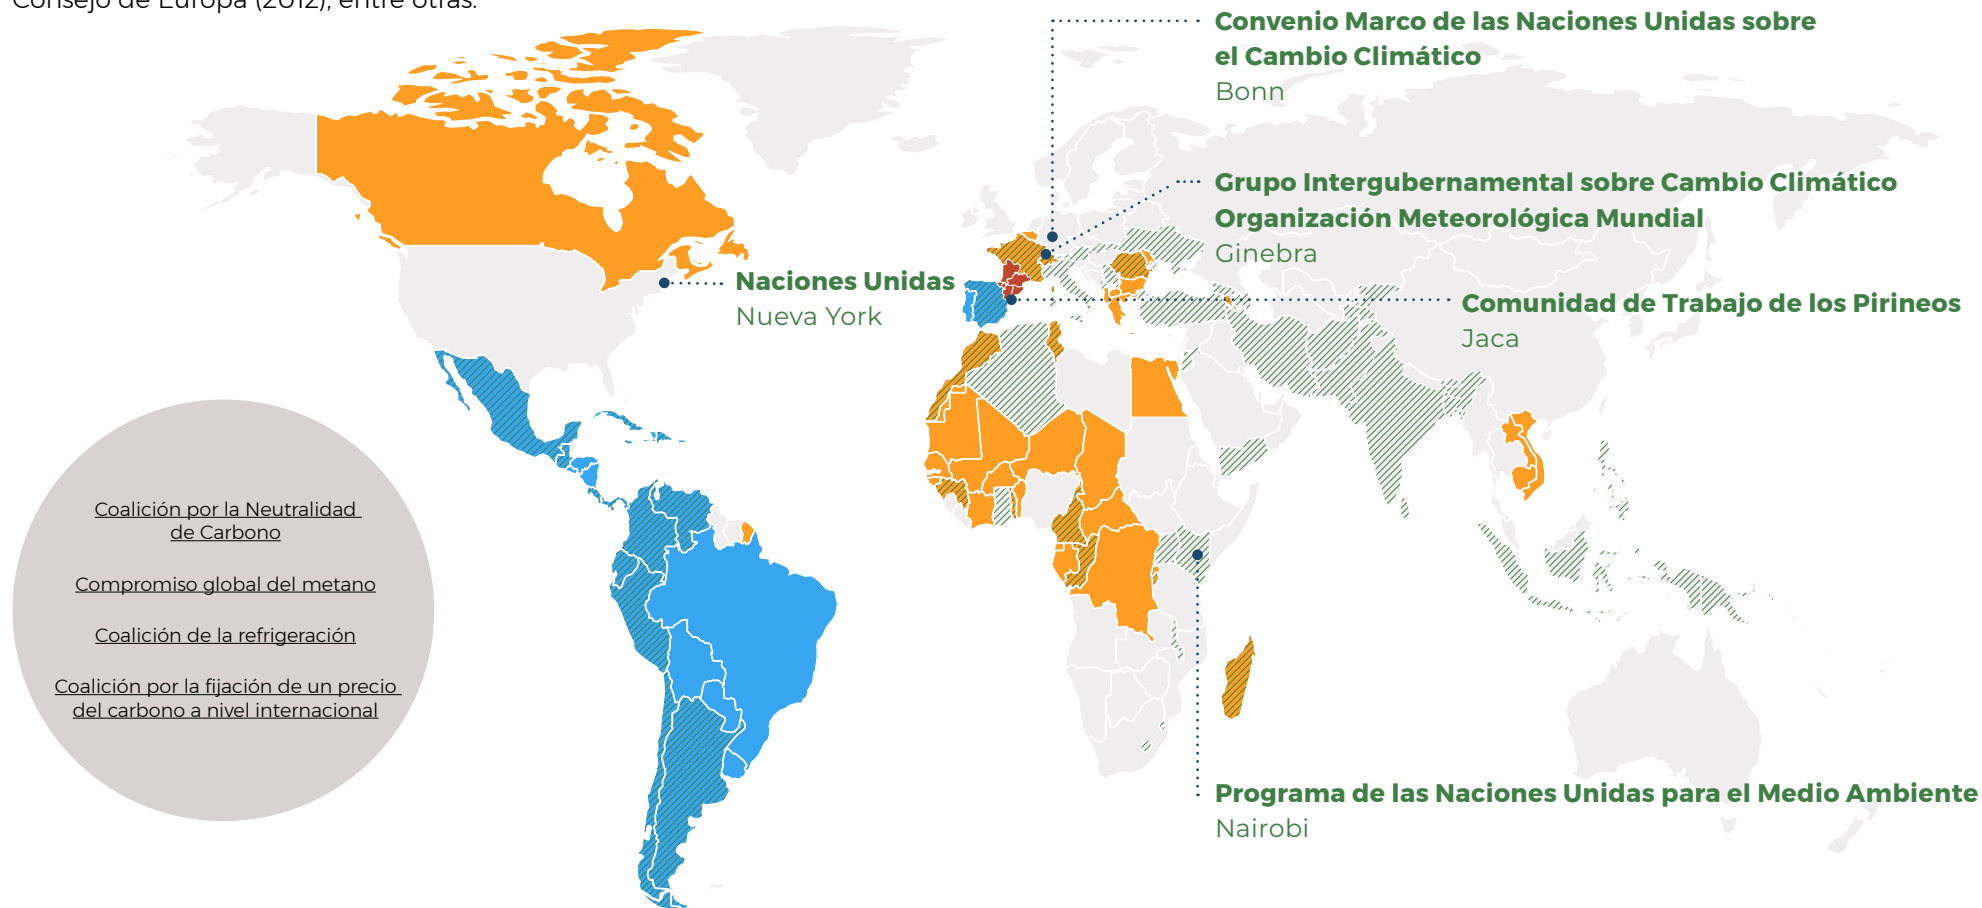 Consejo de Europa (2012), entre otras.
Convenio Marco de las Naciones Unidas sobre
el Cambio Climático
Bonn
Grupo Intergubernamental sobre Cambio Climático
Organización Meteorológica Mundial
Ginebra
Naciones Unidas
Nueva York
Comunidad de Trabajo de los Pirineos
Jaca
Coalición por la Neutralidad
de Carbono
Compromiso global del metano
Coalición de la refrigeración
Coalición por la fijación de un precio
del carbono a nivel internacional
Programa de las Naciones Unidas para el Medio Ambiente
Nairobi